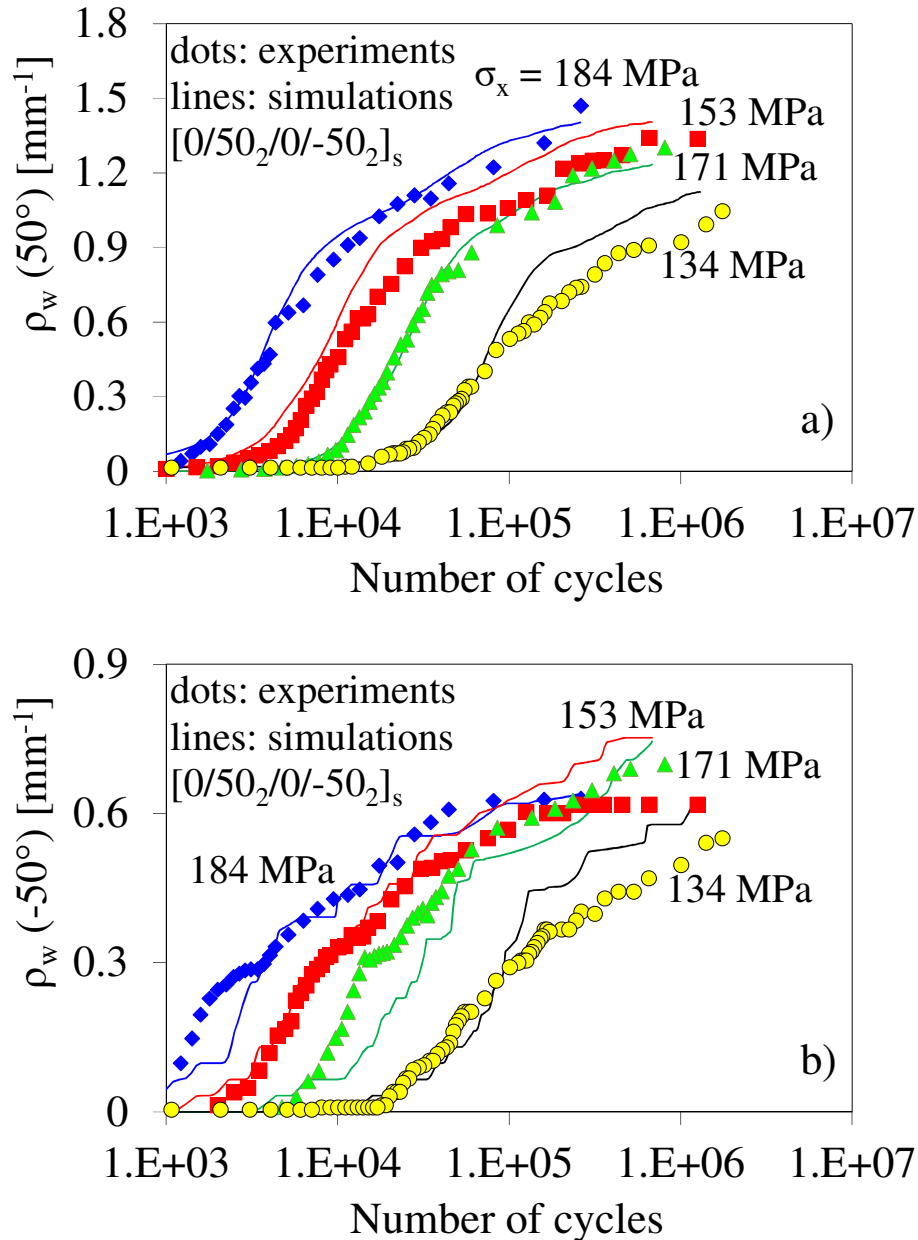 1.8
dots: experiments
lines: simulations
[0/50₂/0/-50₂]ₛ
σₓ = 184 MPa
153 MPa
171 MPa
134 MPa
1.5
1.2
0.9
0.6
0.3
0
ρ_w (50°) [mm⁻¹]
a)
1.E+03 1.E+04 1.E+05 1.E+06 1.E+07
Number of cycles
0.9
dots: experiments
lines: simulations
[0/50₂/0/-50₂]ₛ
153 MPa
171 MPa
184 MPa
134 MPa
0.6
0.3
0
ρ_w (-50°) [mm⁻¹]
b)
1.E+03 1.E+04 1.E+05 1.E+06 1.E+07
Number of cycles